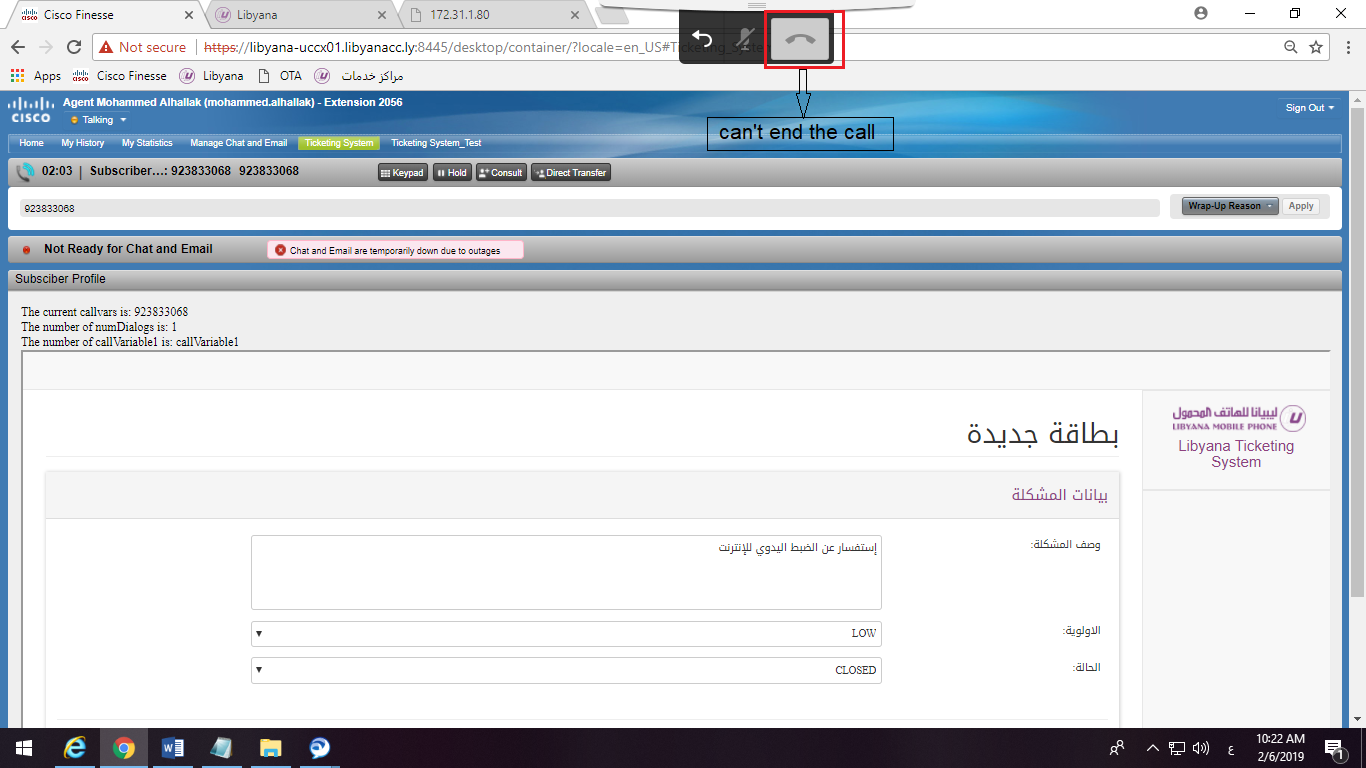 Cisco Finesse
Libyana
172.31.1.80
Not secure
https://libyana-uccx01.libyanacc.ly:8445/desktop/container/?locale=en_US#Ticketing_System
Apps
Cisco Finesse
Libyana
OTA
مراكز خدمات
can't end the call
CISCO
Agent Mohammed Alhallak (mohammed.alhallak) - Extension 2056
Talking
Sign Out
Home
My History
My Statistics
Manage Chat and Email
Ticketing System
Ticketing System_Test
02:03 | Subscriber...: 923833068 923833068
Keypad
Hold
Consult
Direct Transfer
923833068
Wrap-Up Reason
Apply
Not Ready for Chat and Email
Chat and Email are temporarily down due to outages
Subsciber Profile
The current callvars is: 923833068
The number of numDialogs is: 1
The number of callVariable1 is: callVariable1
ليبيانا للهاتف المحمول
LIBYANA MOBILE PHONE
Libyana Ticketing
System
بطاقة جديدة
بيانات المشكلة
وصف المشكلة:
إستفسار عن الضبط اليدوي للإنترنت
الاولوية:
LOW
الحالة:
CLOSED
ع
10:22 AM
2/6/2019
1